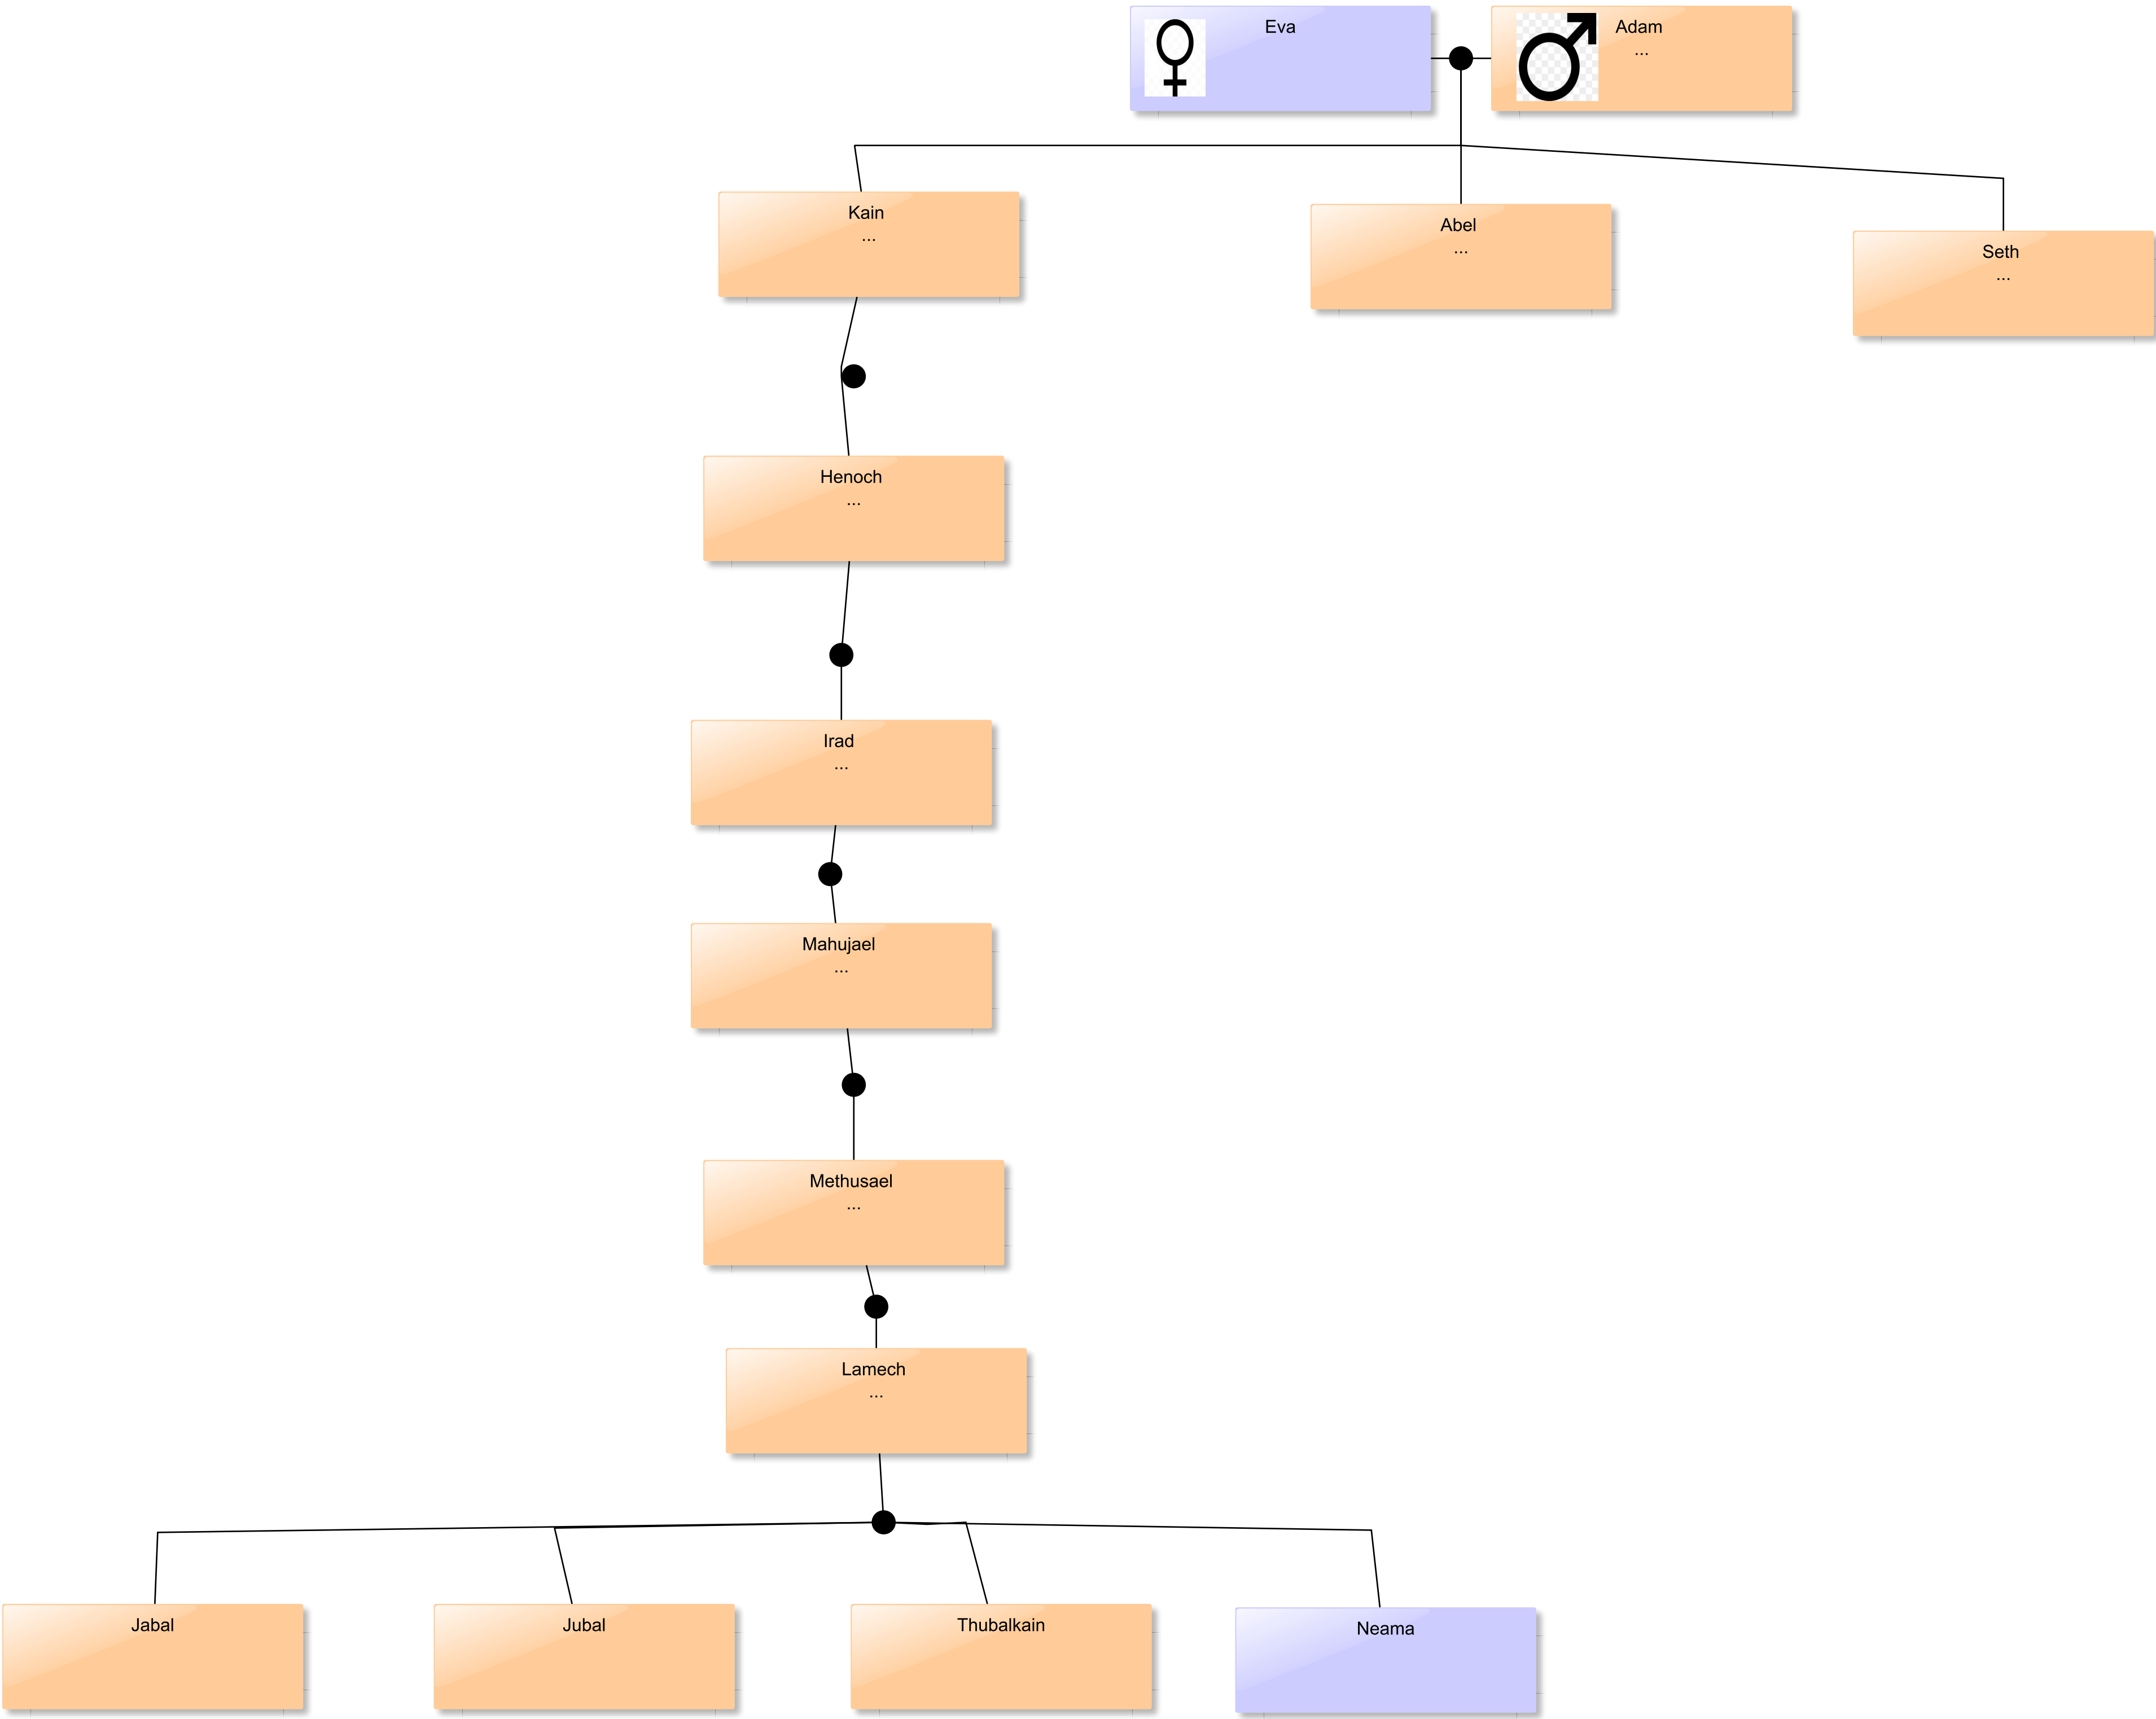 Eva
Adam
...
Kain
...
Abel
...
Seth
...
Henoch
...
Irad
...
Mahujael
...
Methusael
...
Lamech
...
Jabal
Jubal
Thubalkain
Neama